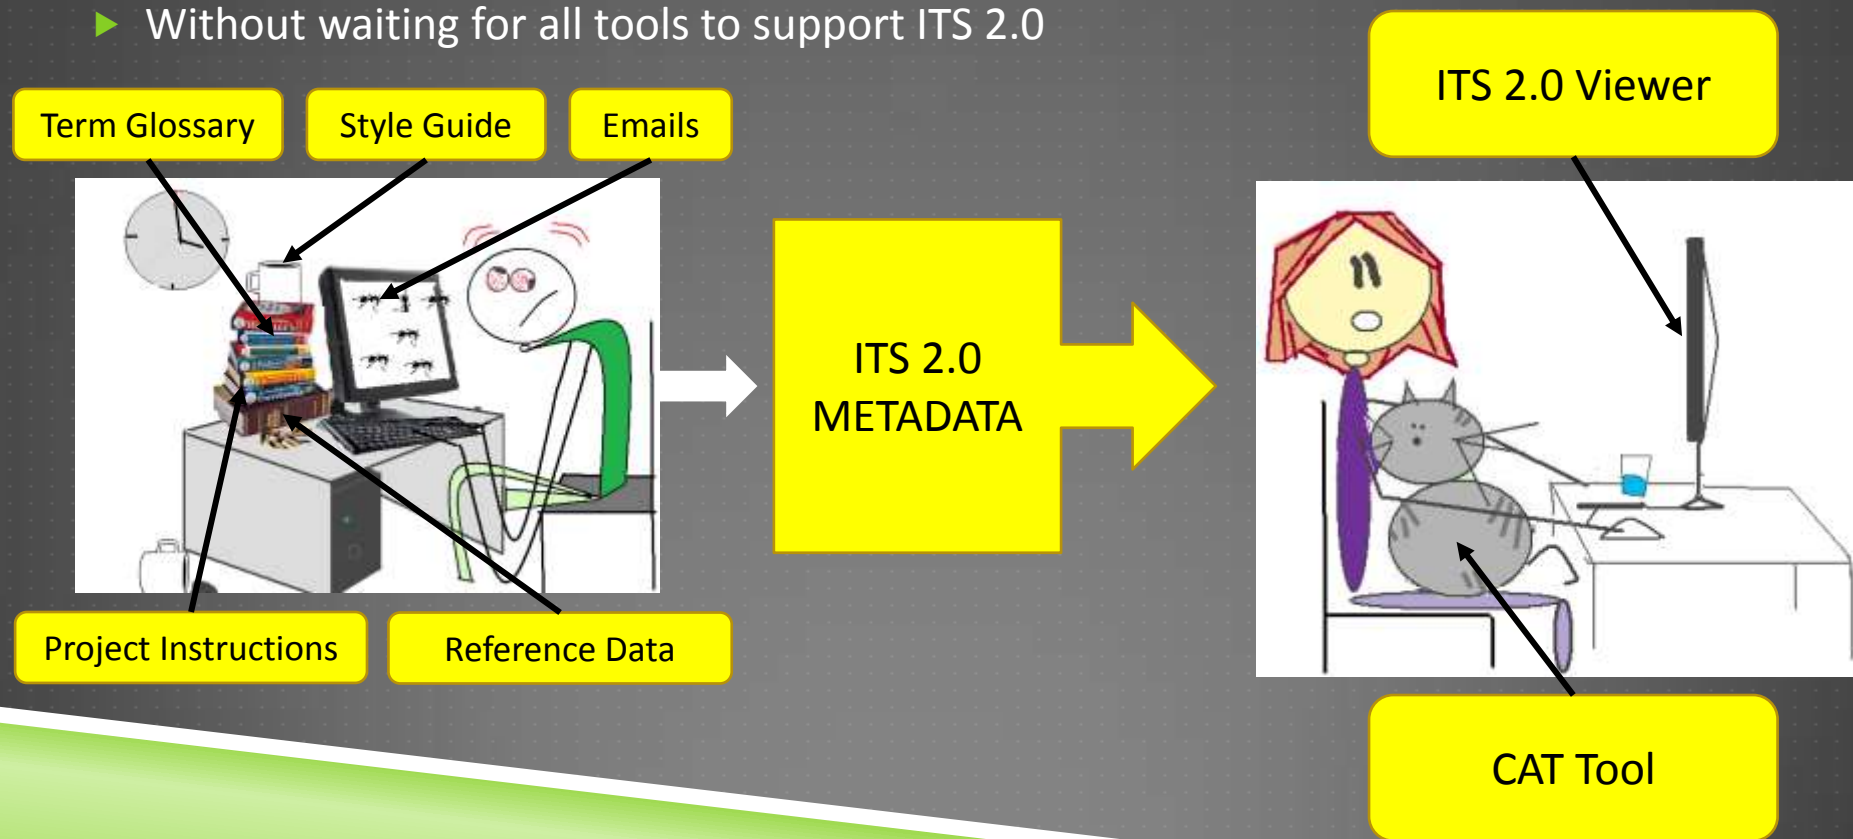 Without waiting for all tools to support ITS 2.0
ITS 2.0 Viewer
Term Glossary
Style Guide
Emails
ITS 2.0
METADATA
Project Instructions
Reference Data
CAT Tool